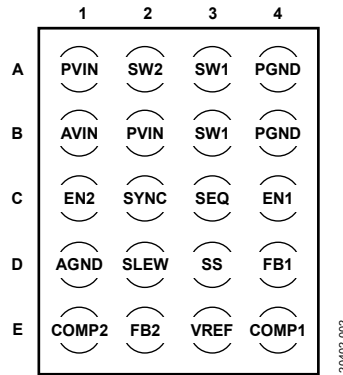 1 2 3 4
A PVIN SW2 SW1 PGND
B AVIN PVIN SW1 PGND
C EN2 SYNC SEQ EN1
D AGND SLEW SS FB1
E COMP2 FB2 VREF COMP1